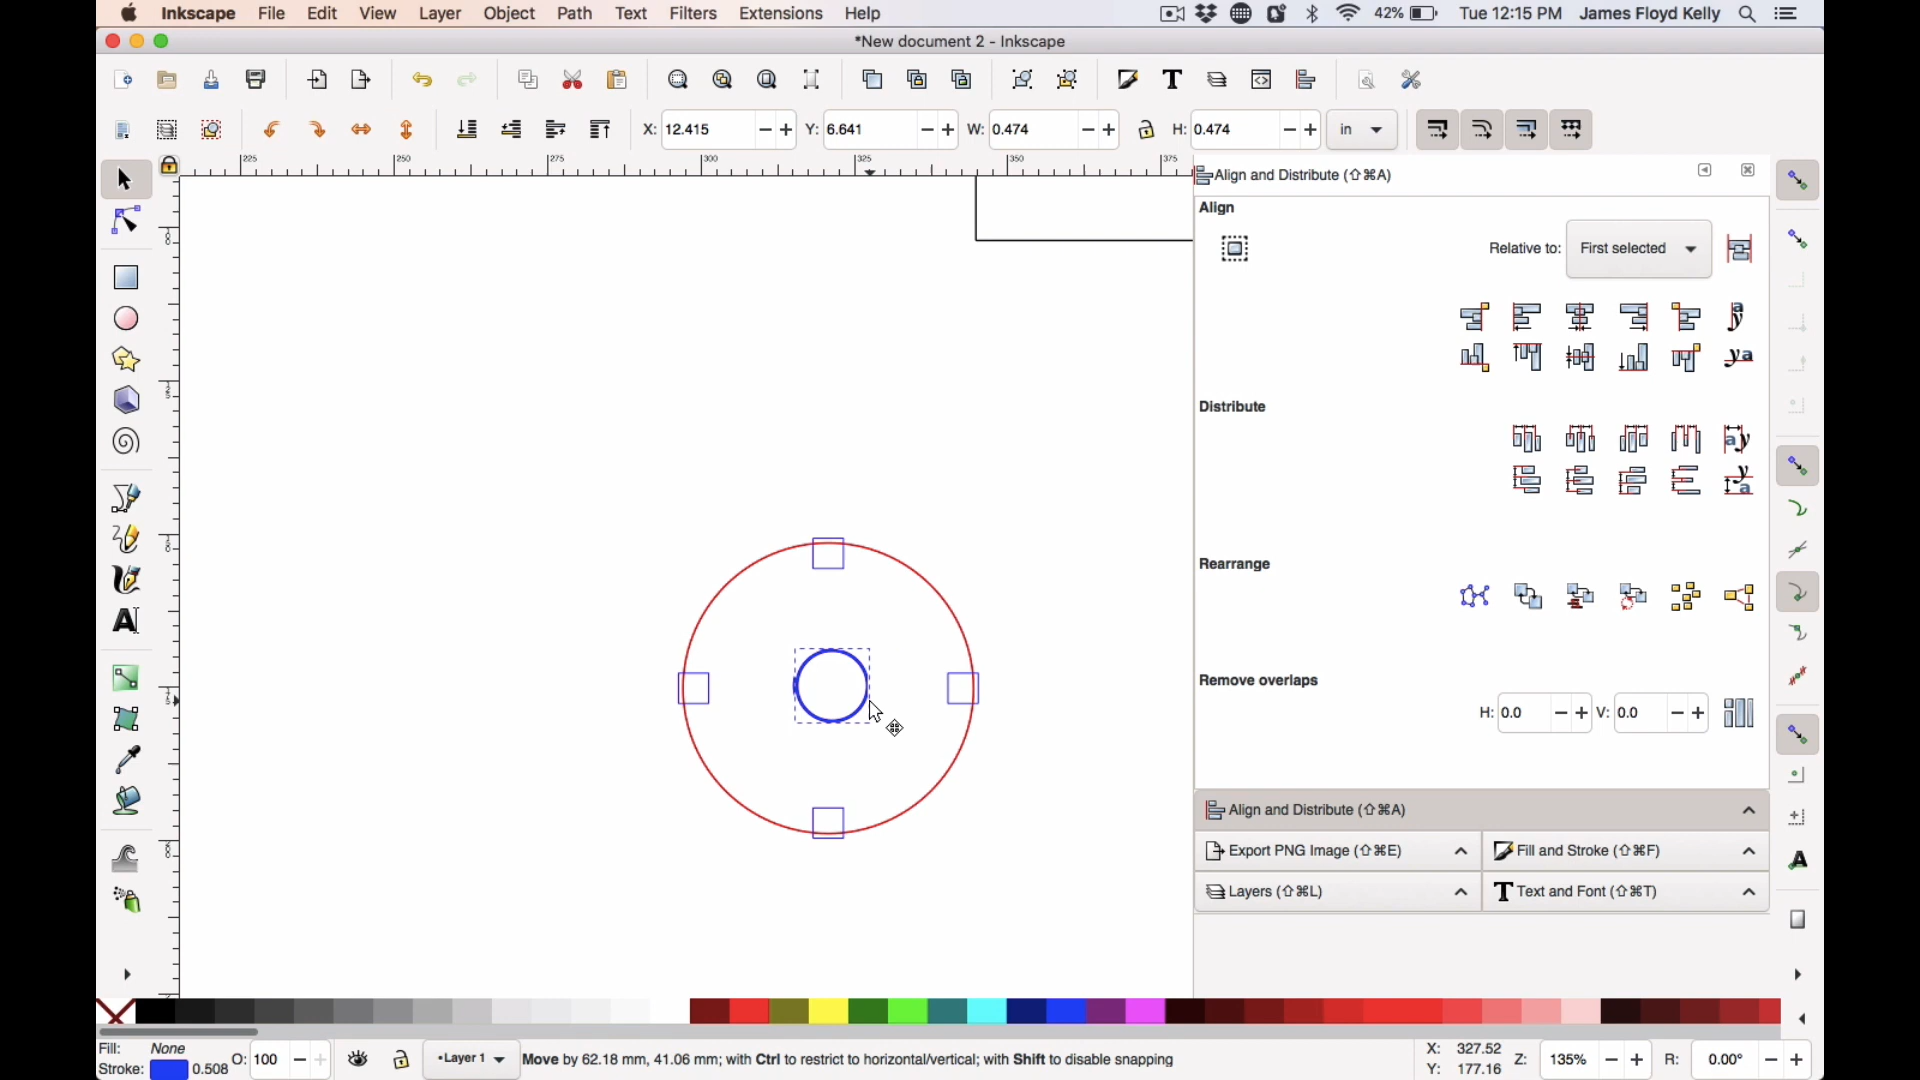 Inkscape File Edit View Layer Object Path Text Filters Extensions Help 42% Tue 12:15 PM James Floyd Kelly
*New document 2 - Inkscape
X: 12.415 Y: 6.641 W: 0.474 H: 0.474 in
225 250 275 300 325 350 375
Align and Distribute (⇧⌘A)
Align
Relative to: First selected
Distribute
Rearrange
Remove overlaps
H: 0.0 V: 0.0
Align and Distribute (⇧⌘A)
Export PNG Image (⇧⌘E) Fill and Stroke (⇧⌘F)
Layers (⇧⌘L) Text and Font (⇧⌘T)
Fill: None
Stroke: 0.508 O: 100 •Layer 1 Move by 62.18 mm, 41.06 mm; with Ctrl to restrict to horizontal/vertical; with Shift to disable snapping X: 327.52 Y: 177.16 Z: 135% R: 0.00°